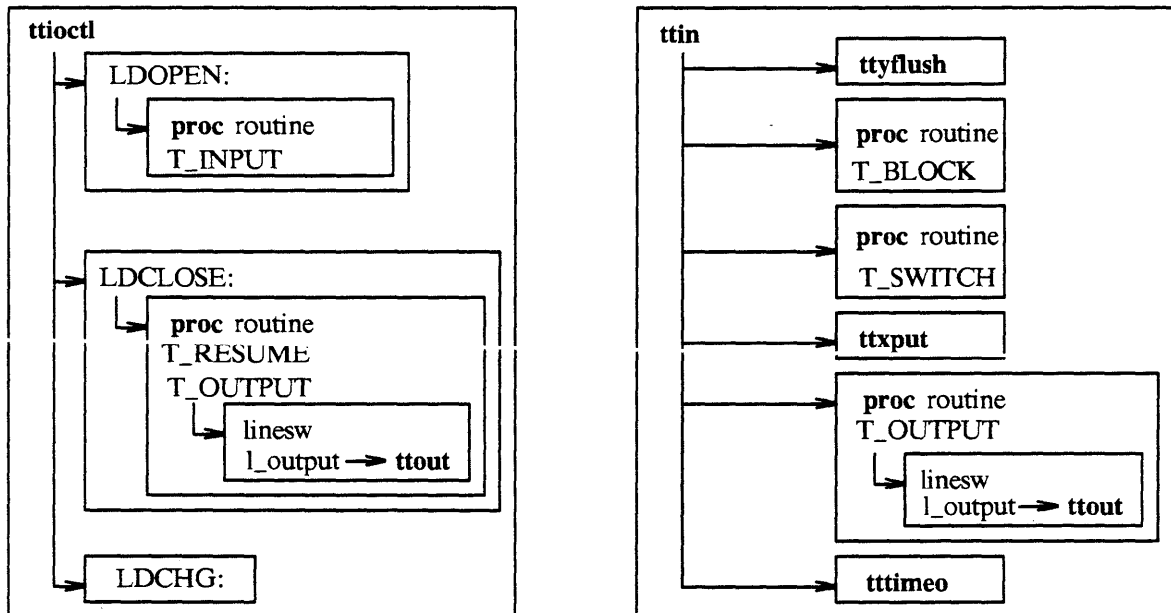 ttioctl
LDOPEN:
proc routine
T_INPUT
LDCLOSE:
proc routine
T_RESUME
T_OUTPUT
linesw
l_output
ttout
LDCHG:
ttin
ttyflush
proc routine
T_BLOCK
proc routine
T_SWITCH
ttxput
proc routine
T_OUTPUT
linesw
l_output
ttout
tttimeo